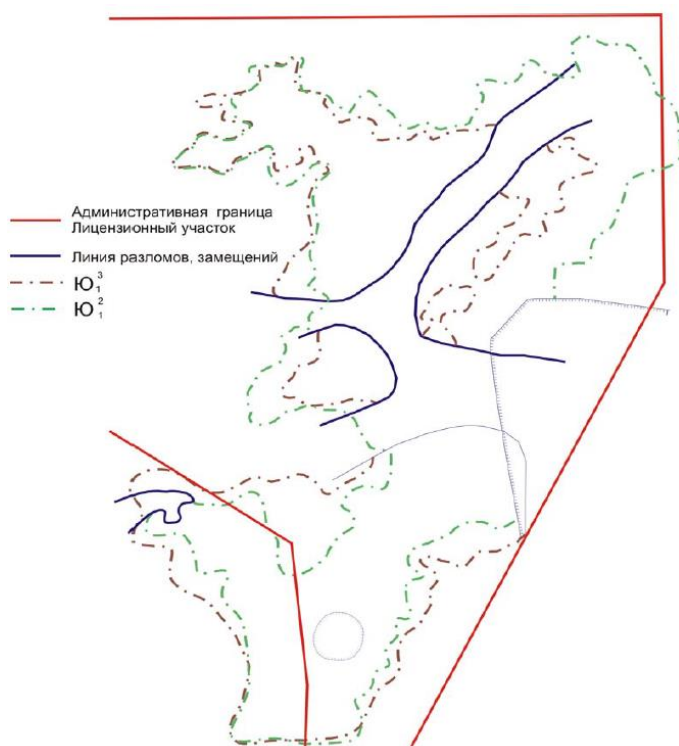 Административная граница
Лицензионный участок
Линия разломов, замещений
Ю₁³
Ю₁²